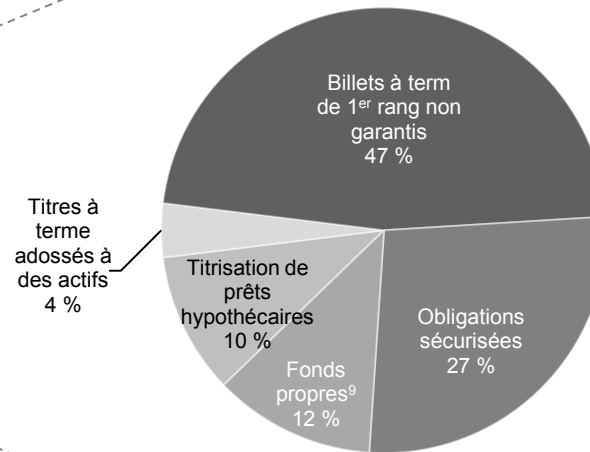 Billets à term
de 1er rang non
garantis
47 %
Titres à
terme
adossés à
des actifs
4 %
Titrisation de
prêts
hypothécaires
10 %
Obligations
sécurisées
27 %
Fonds
propres9
12 %